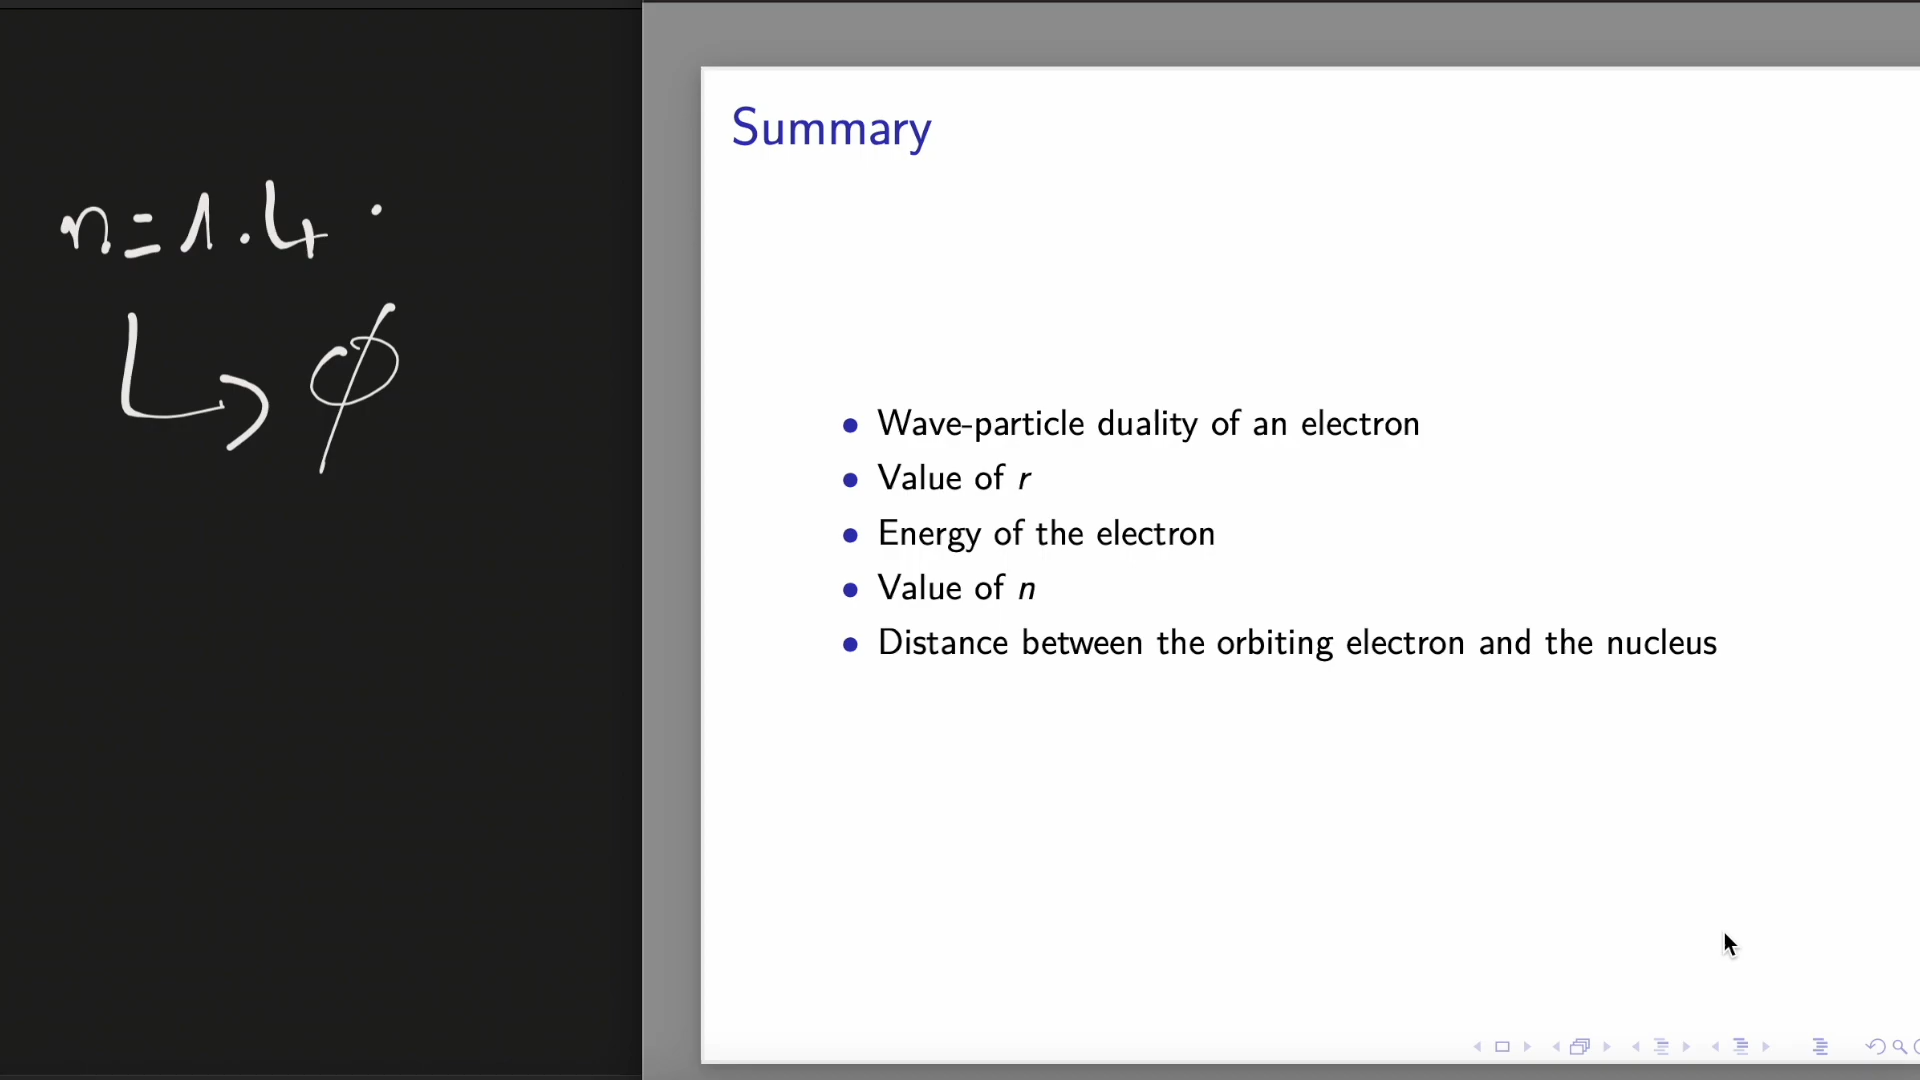 n=1.4
↳ φ
Summary
• Wave-particle duality of an electron
• Value of r
• Energy of the electron
• Value of n
• Distance between the orbiting electron and the nucleus